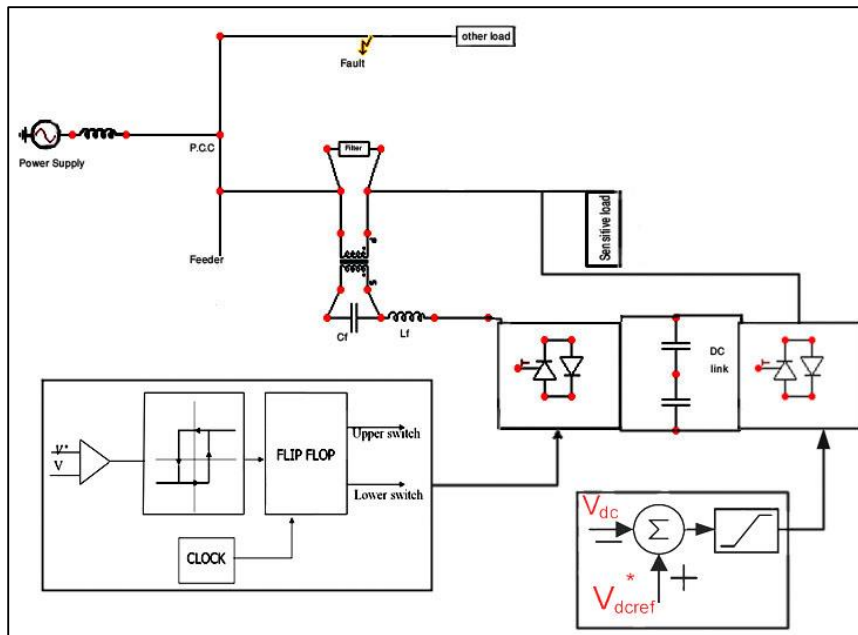 other load
Fault
Power Supply
P.C.C
Filter
Feeder
Sensitive load
P
S
Cf
Lf
T
DC
link
T
V*
V
FLIP FLOP
Upper switch
Lower switch
CLOCK
Vdc
Σ
Vdcref*